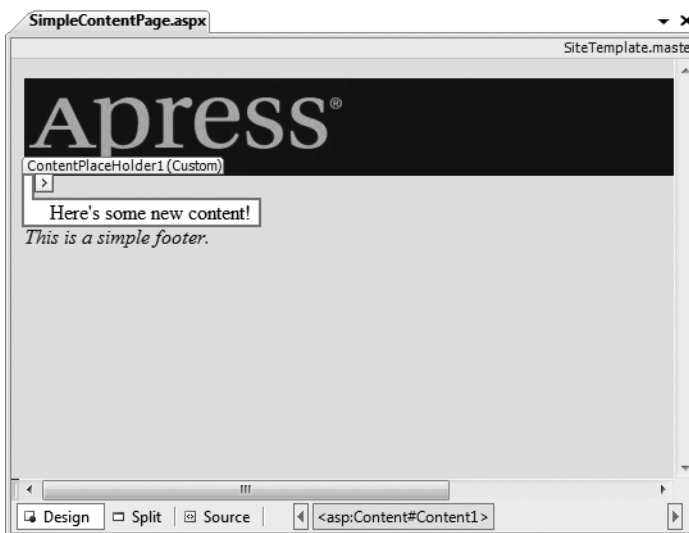 SimpleContentPage.aspx
SiteTemplate.maste
Apress®
ContentPlaceHolder1 (Custom)
Here's some new content!
This is a simple footer.
Design Split Source <asp:Content#Content1>